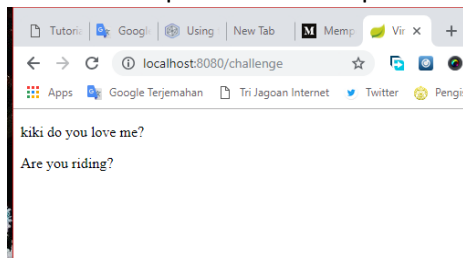 Tutoria
Googl
Using
New Tab
M Memp
Vir
localhost:8080/challenge
Apps
Google Terjemahan
Tri Jagoan Internet
Twitter
Pengis
kiki do you love me?
Are you riding?